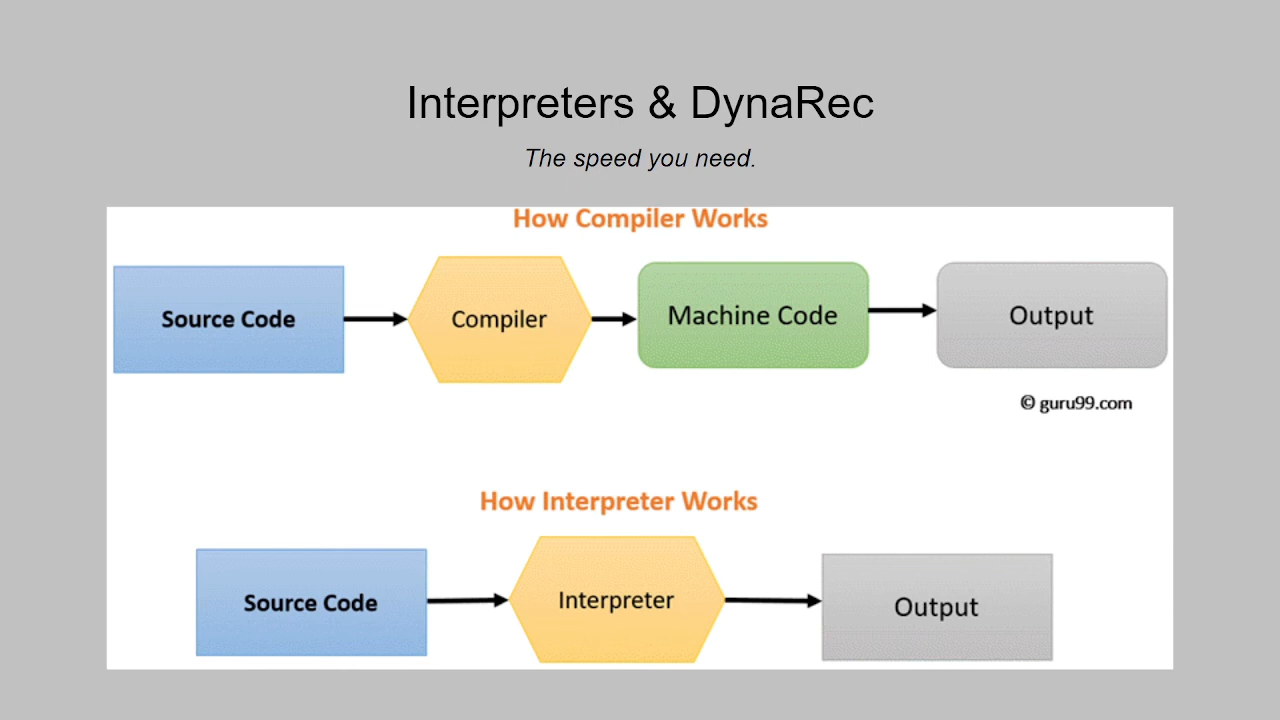 Interpreters & DynaRec
The speed you need.
How Compiler Works
Source Code
Compiler
Machine Code
Output
© guru99.com
How Interpreter Works
Source Code
Interpreter
Output